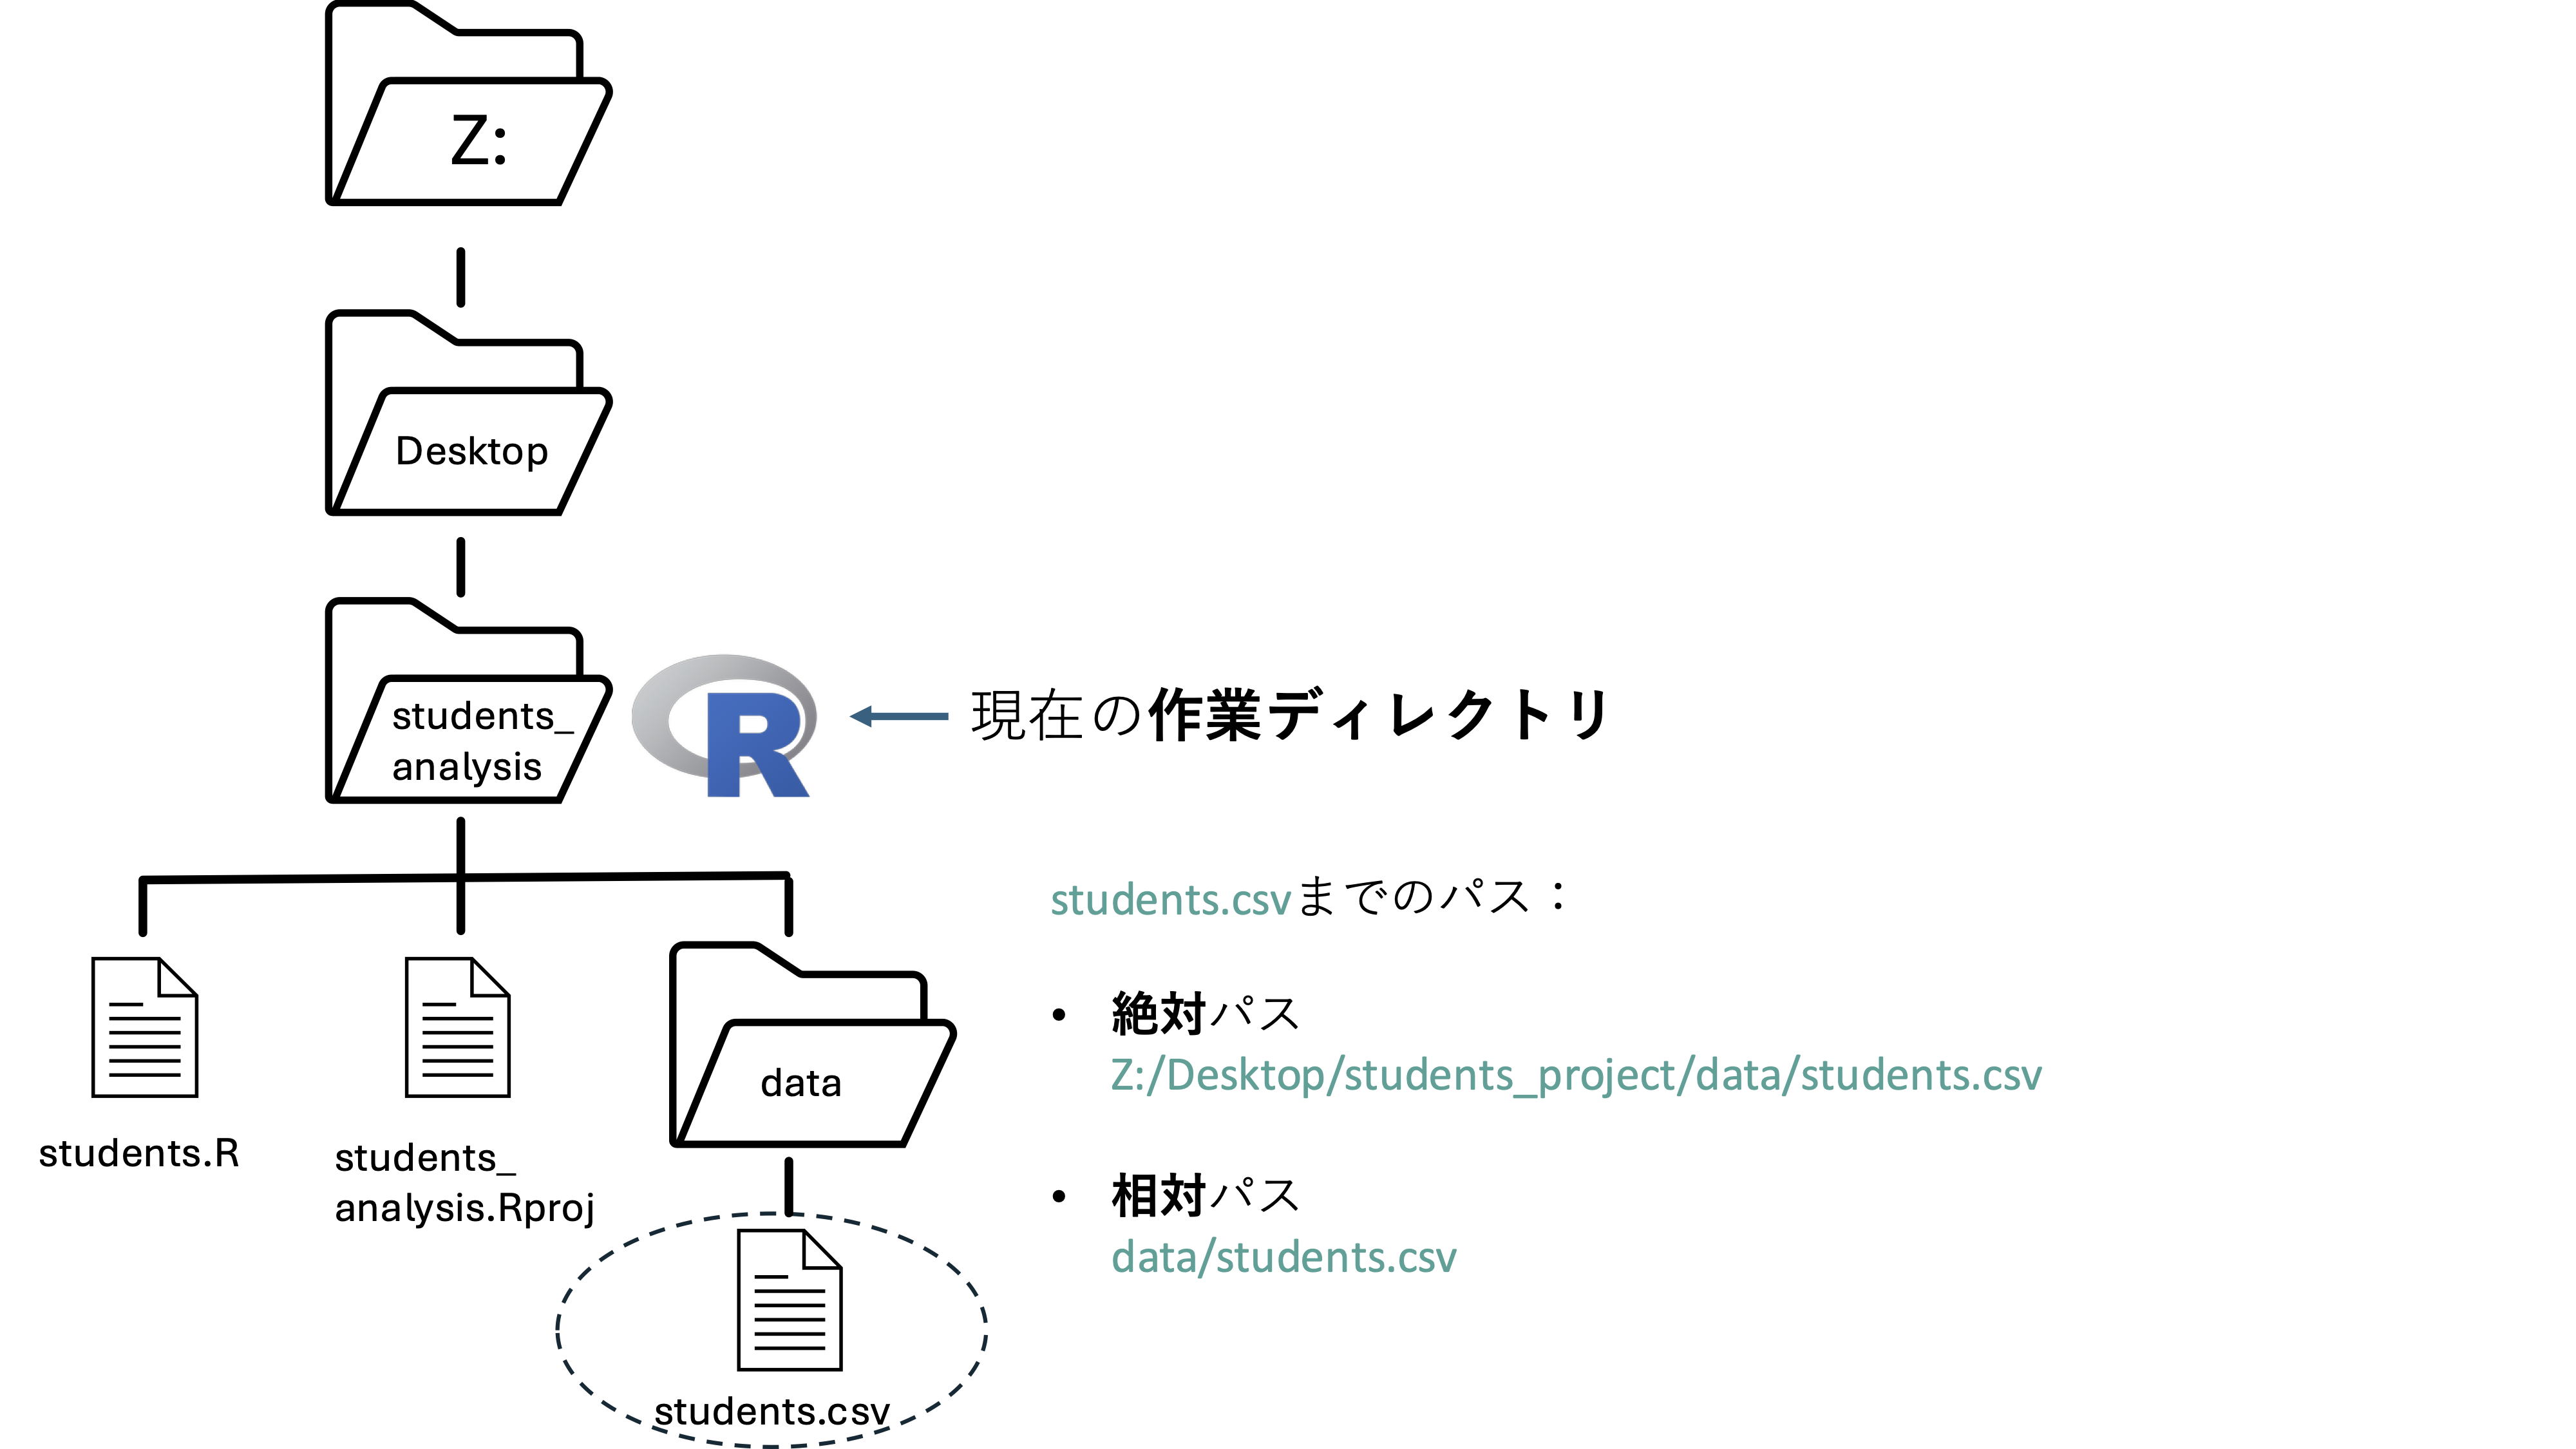 Z:
Desktop
students_
analysis
R
現在の作業ディレクトリ
students.R
students_
analysis.Rproj
data
students.csv
students.csvまでのパス：
• 絶対パス
Z:/Desktop/students_project/data/students.csv
• 相対パス
data/students.csv